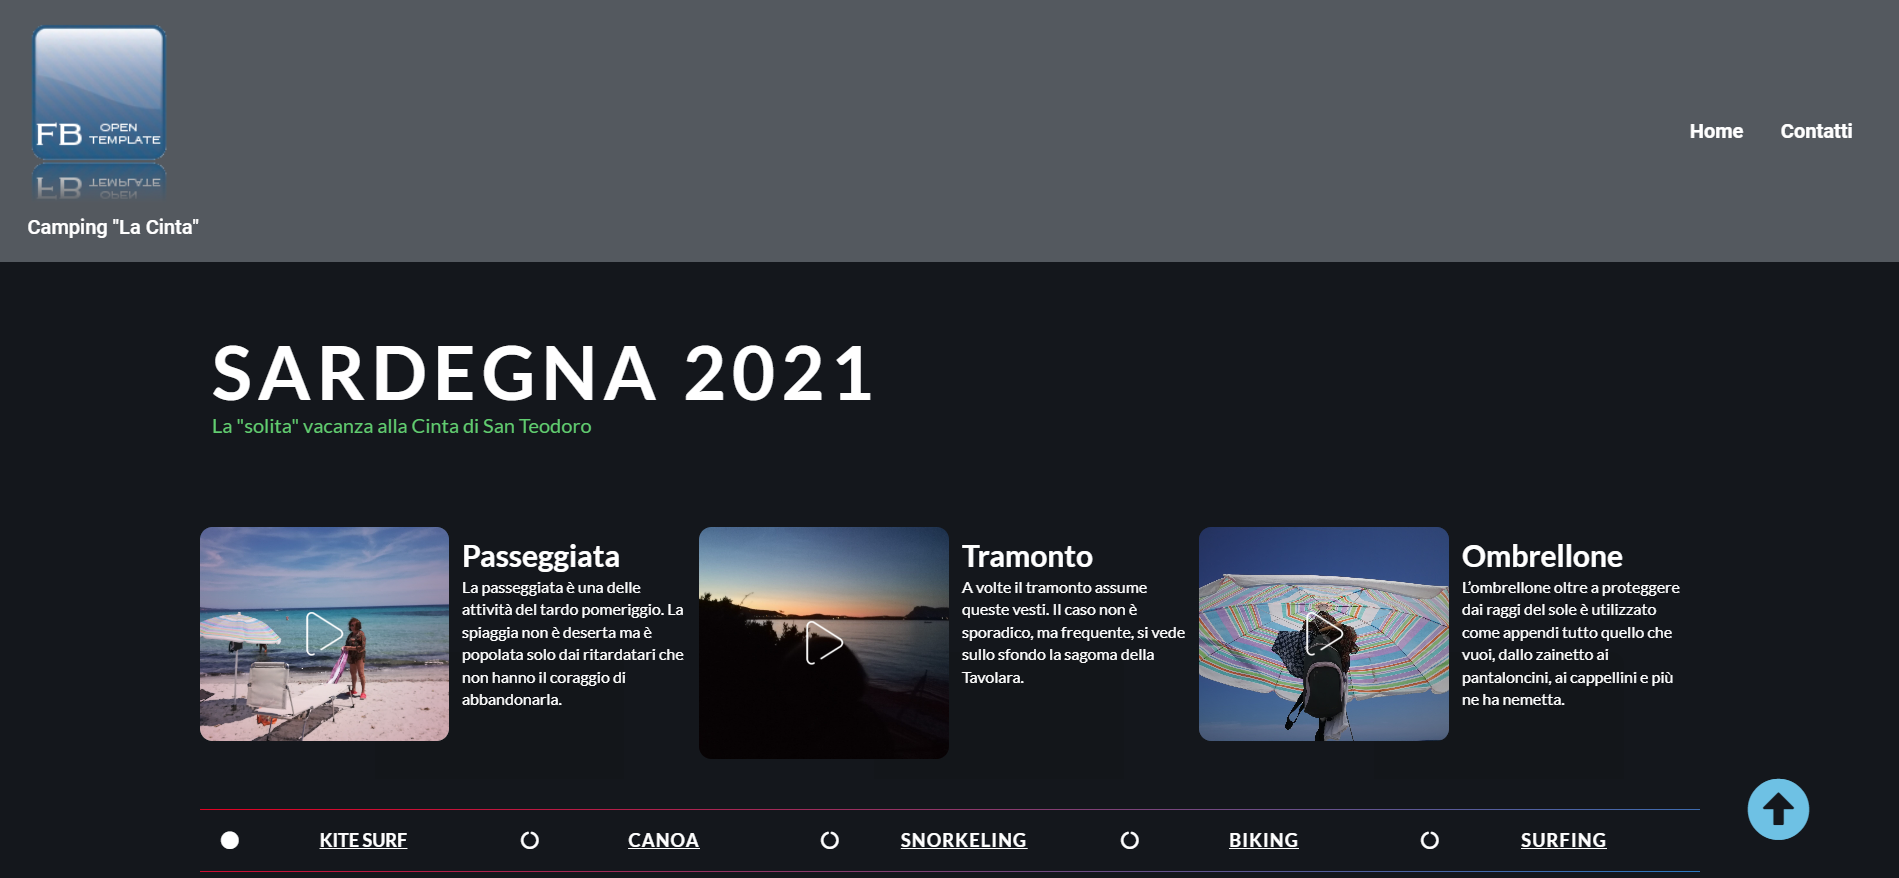 FB OPEN TEMPLATE
Camping "La Cinta"
Home Contatti
SARDEGNA 2021
La "solita" vacanza alla Cinta di San Teodoro
Passeggiata
La passeggiata è una delle
attività del tardo pomeriggio. La
spiaggia non è deserta ma è
popolata solo dai ritardatari che
non hanno il coraggio di
abbandonarla.
Tramonto
A volte il tramonto assume
queste vesti. Il caso non è
sporadico, ma frequente, si vede
sullo sfondo la sagoma della
Tavolara.
Ombrellone
L'ombrellone oltre a proteggere
dai raggi del sole è utilizzato
come appendi tutto quello che
vuoi, dallo zainetto ai
pantaloncini, ai cappellini e più
ne ha nemetta.
KITE SURF CANOA SNORKELING BIKING SURFING